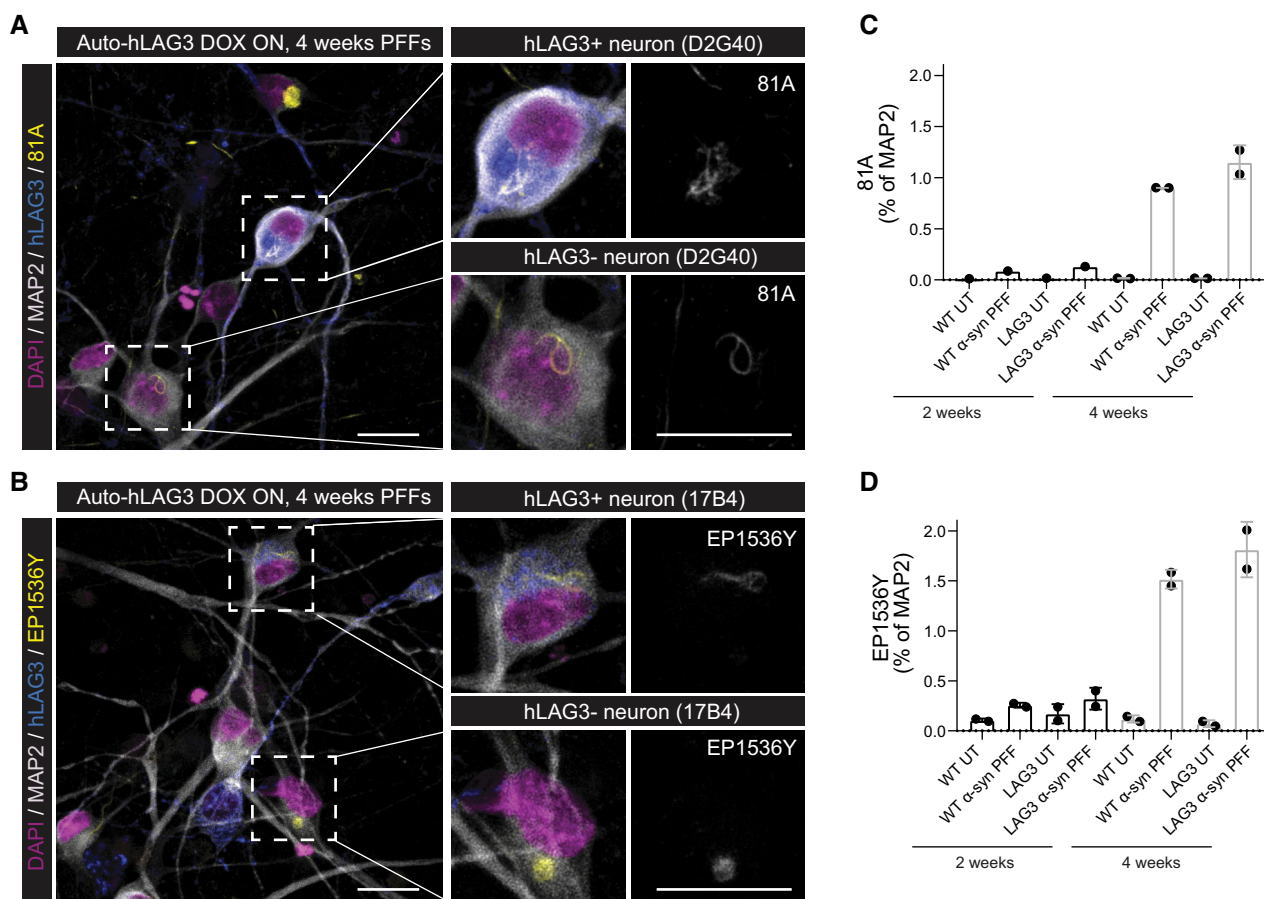 A
Auto-hLAG3 DOX ON, 4 weeks PFFs
hLAG3+ neuron (D2G40)
DAPI / MAP2 / hLAG3 / 81A
81A
hLAG3- neuron (D2G40)
81A
B
Auto-hLAG3 DOX ON, 4 weeks PFFs
hLAG3+ neuron (17B4)
DAPI / MAP2 / hLAG3 / EP1536Y
EP1536Y
hLAG3- neuron (17B4)
EP1536Y
C
81A
(% of MAP2)
2.0
1.5
1.0
0.5
0.0
WT UT
WT α-syn PFF
LAG3 UT
LAG3 α-syn PFF
WT UT
WT α-syn PFF
LAG3 UT
LAG3 α-syn PFF
2 weeks
4 weeks
D
EP1536Y
(% of MAP2)
2.0
1.5
1.0
0.5
0.0
WT UT
WT α-syn PFF
LAG3 UT
LAG3 α-syn PFF
WT UT
WT α-syn PFF
LAG3 UT
LAG3 α-syn PFF
2 weeks
4 weeks